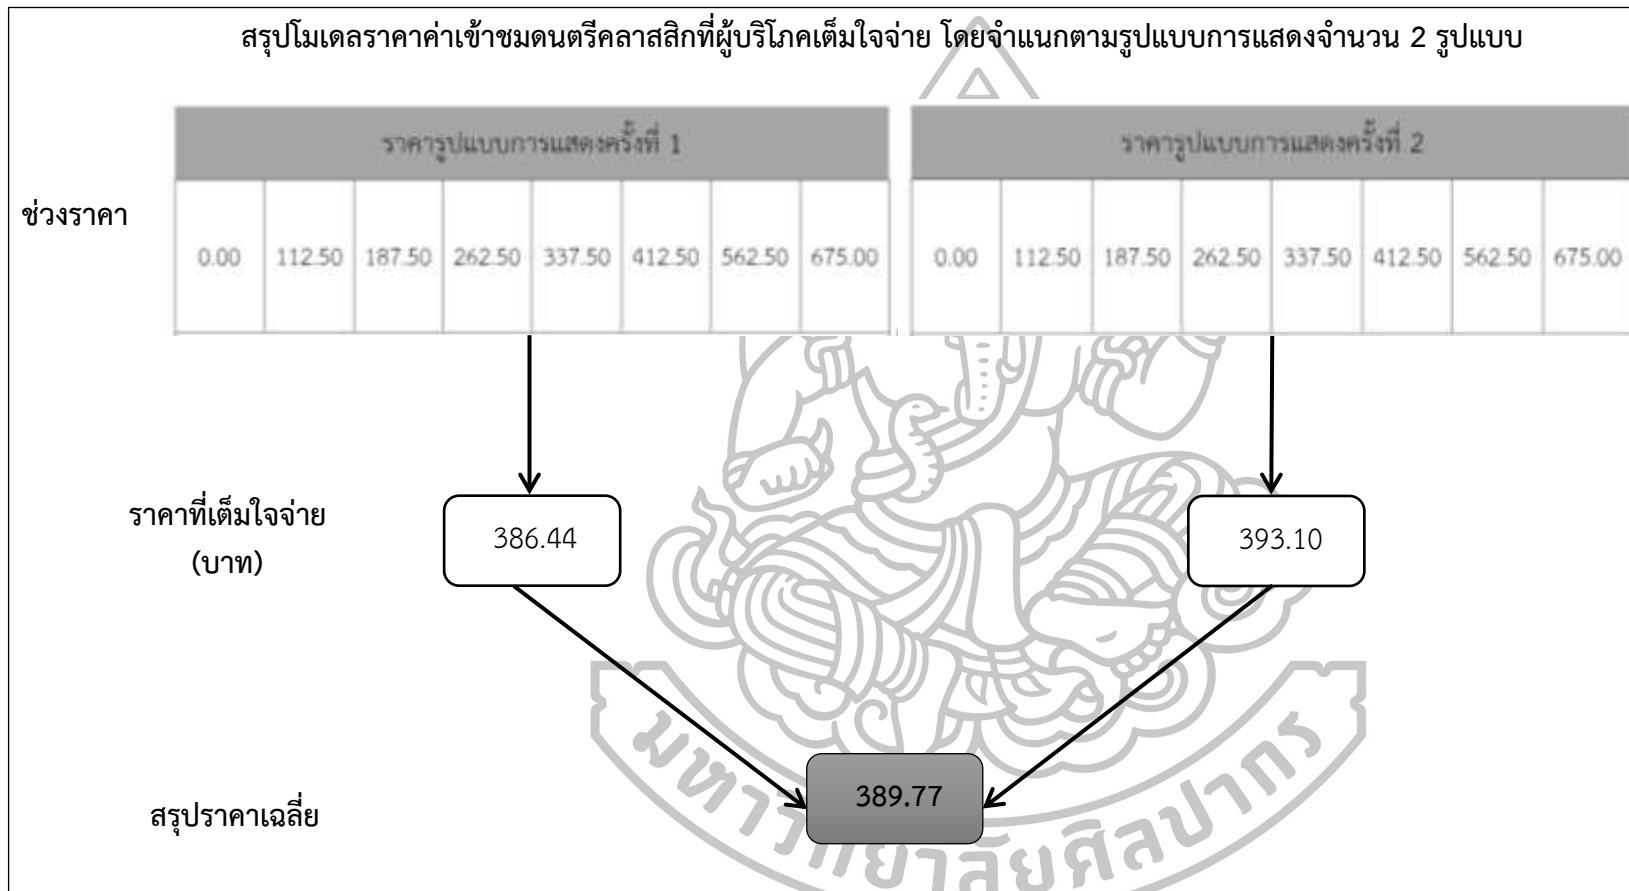 สรุปโมเดลราคาค่าเข้าชมดนตรีคลาสสิกที่ผู้บริโภคเต็มใจจ่าย โดยจำแนกตามรูปแบบการแสดงจำนวน 2 รูปแบบ
ราคารูปแบบการแสดงครั้งที่ 1
ราคารูปแบบการแสดงครั้งที่ 2
ช่วงราคา
0.00 112.50 187.50 262.50 337.50 412.50 562.50 675.00
0.00 112.50 187.50 262.50 337.50 412.50 562.50 675.00
ราคาที่เต็มใจจ่าย
(บาท)
386.44
393.10
สรุปราคาเฉลี่ย
389.77
มหาวิทยาลัยศิลปากร